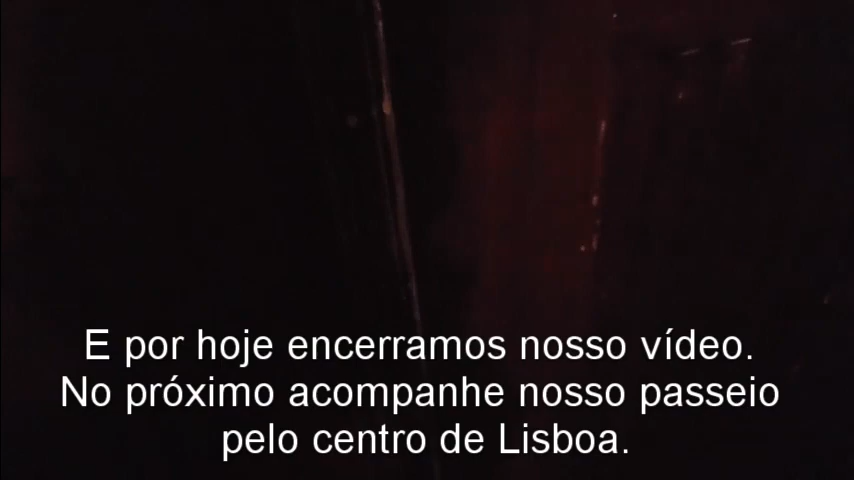 E por hoje encerramos nosso vídeo.
No próximo acompanhe nosso passeio
pelo centro de Lisboa.